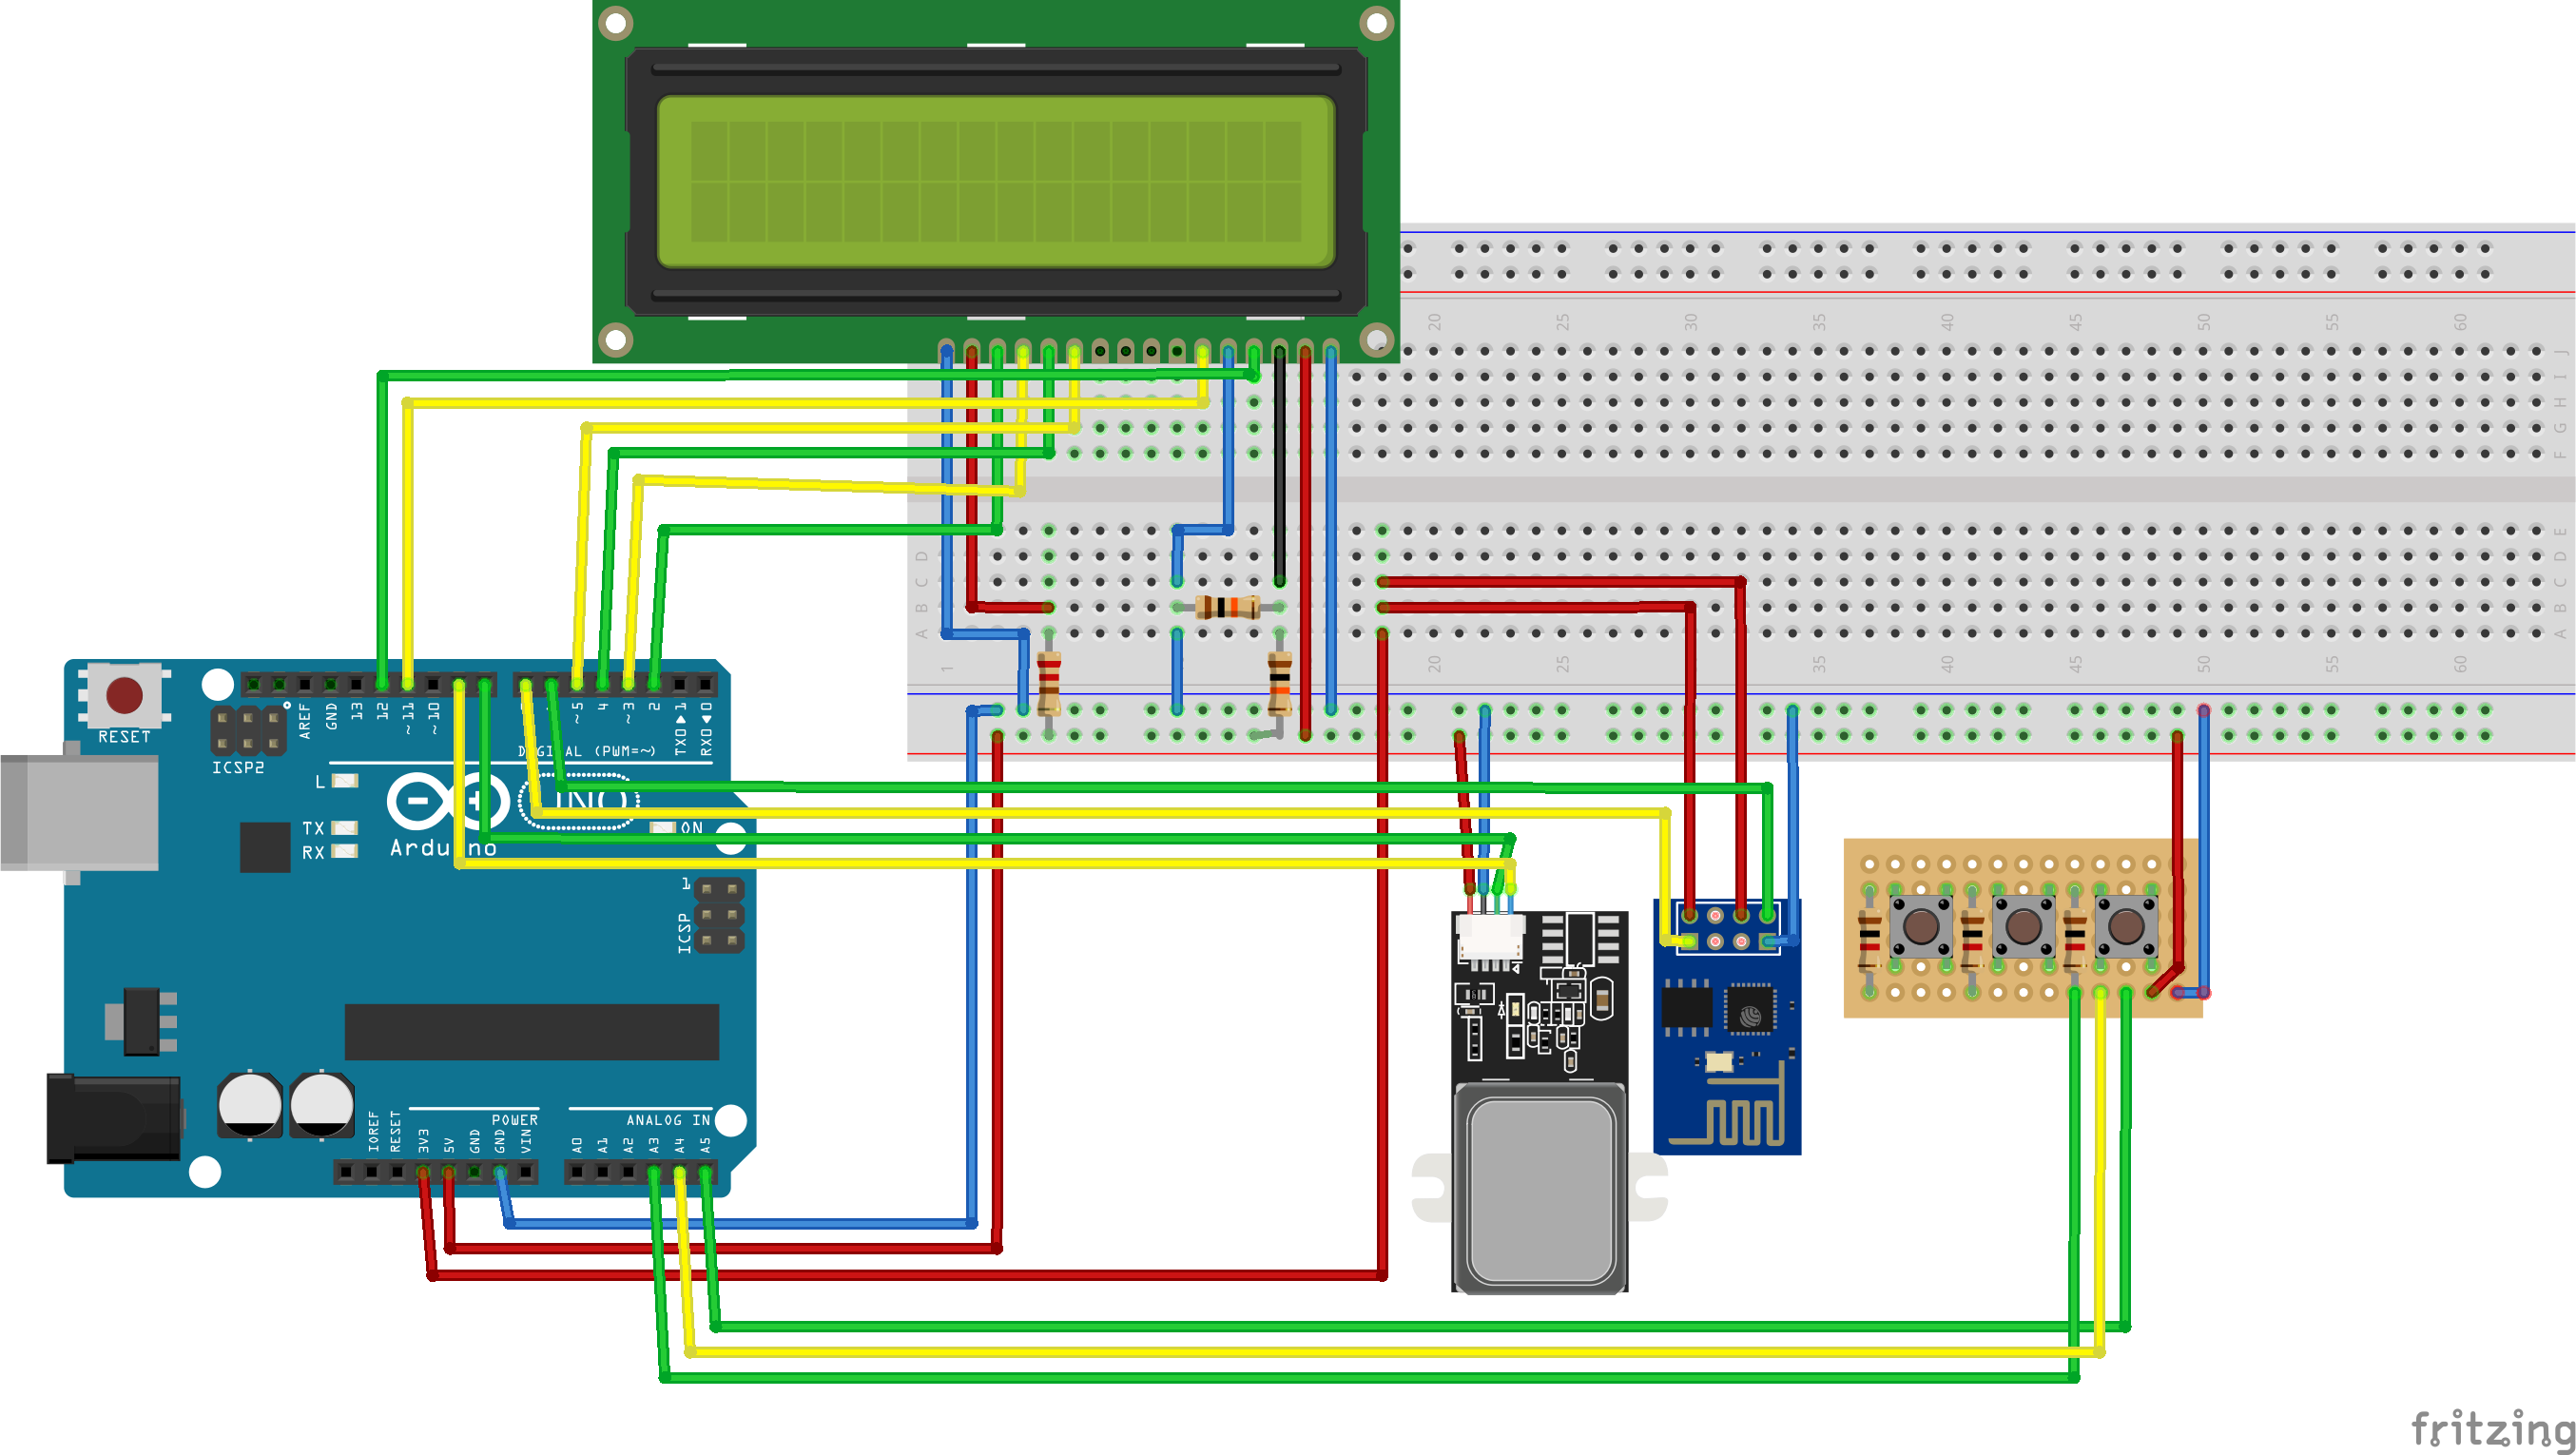 20 25 30 35 40 45 50 55 60
J
I
H
G
F
E
D
C
B
A
D
C
B
A
1 20 25 35 40 45 50 55 60
RESET
ICSP2
AREF
GND
13
12
~11
~10
~5
4
~3
2
TX0 1
RX0 0
DIGITAL (PWM=~)
L
TX
RX
UNO
ON
Arduino
1
ICSP
POWER
ANALOG IN
IOREF
RESET
3V3
5V
GND
GND
VIN
A0
A1
A2
A3
A4
A5
fritzing